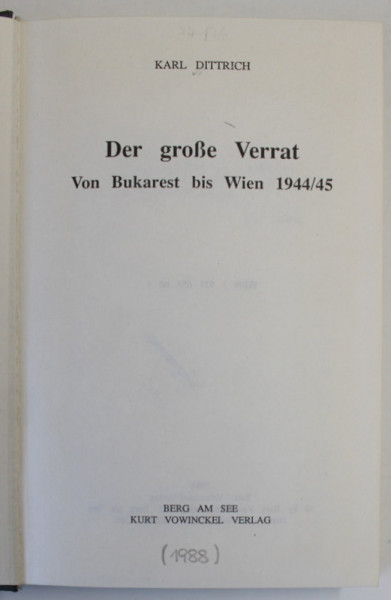 KARL DITTRICH
Der große Verrat
Von Bukarest bis Wien 1944/45
BERG AM SEE
KURT VOWINCKEL VERLAG
(1988)